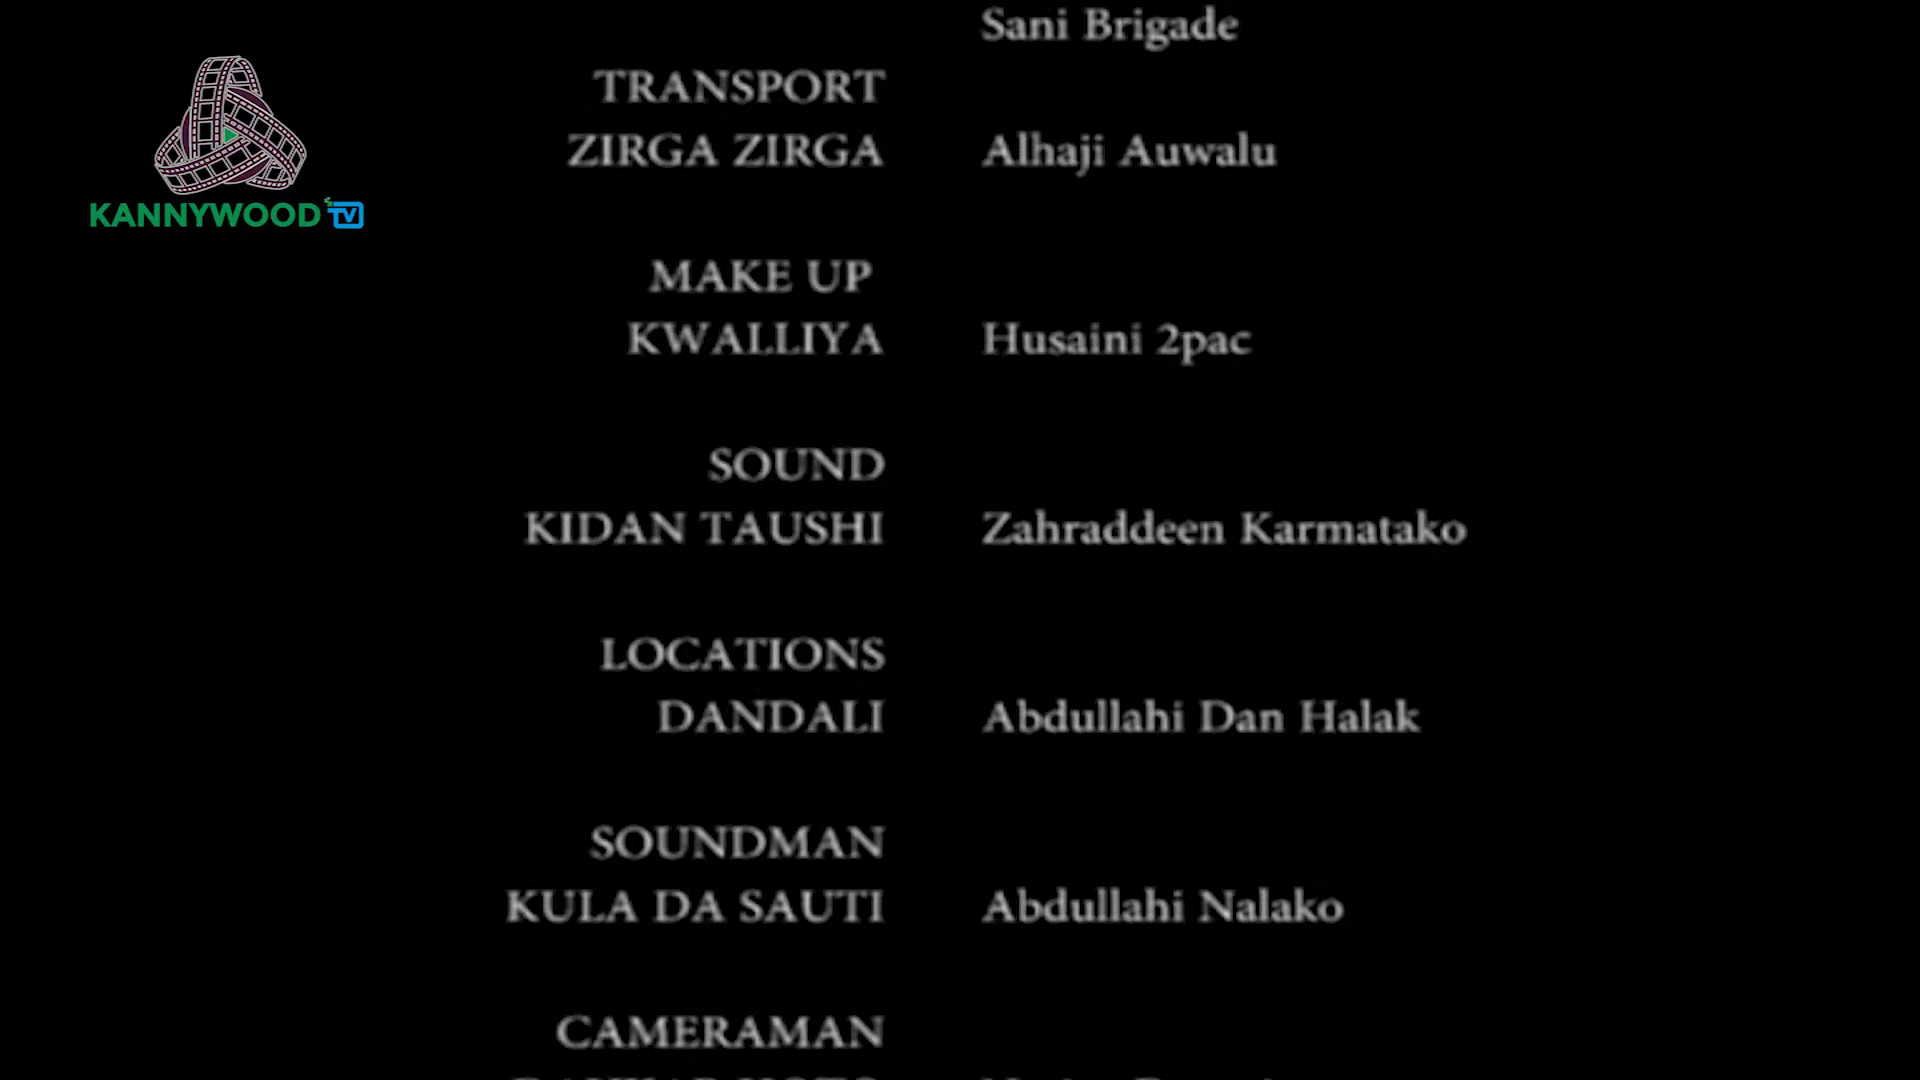 Sani Brigade
TRANSPORT
ZIRGA ZIRGA Alhaji Auwalu
KANNYWOOD TV
MAKE UP
KWALLIYA Husaini 2pac
SOUND
KIDAN TAUSHI Zahraddeen Karmatako
LOCATIONS
DANDALI Abdullahi Dan Halak
SOUNDMAN
KULA DA SAUTI Abdullahi Nalako
CAMERAMAN